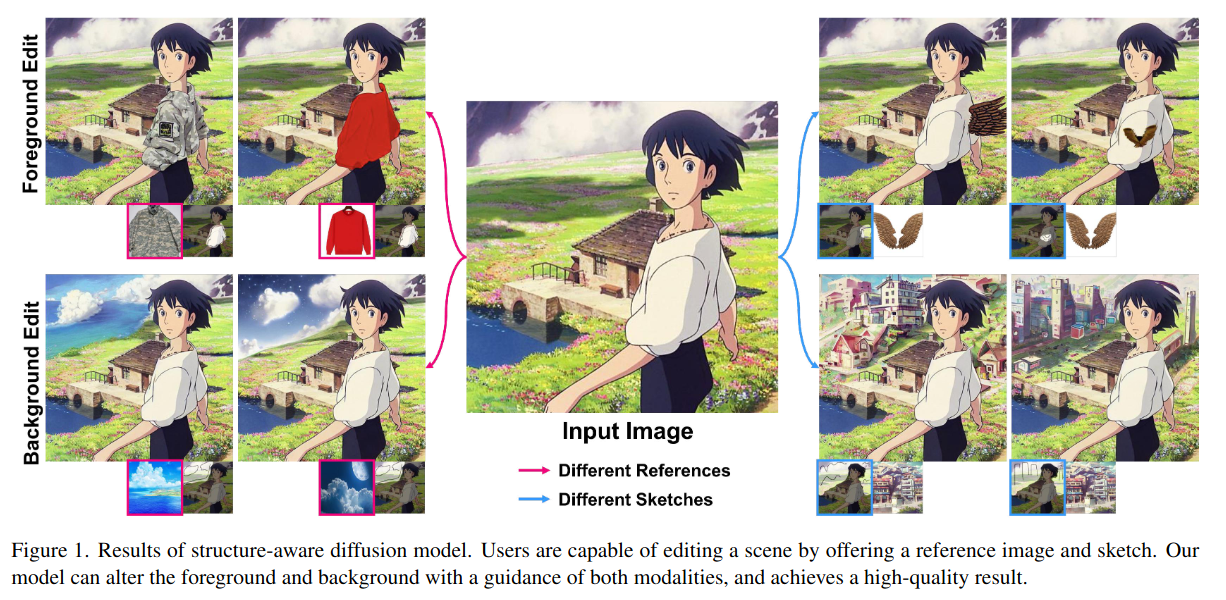 Foreground Edit
Background Edit
Input Image
Different References
Different Sketches
Figure 1. Results of structure-aware diffusion model. Users are capable of editing a scene by offering a reference image and sketch. Our
model can alter the foreground and background with a guidance of both modalities, and achieves a high-quality result.